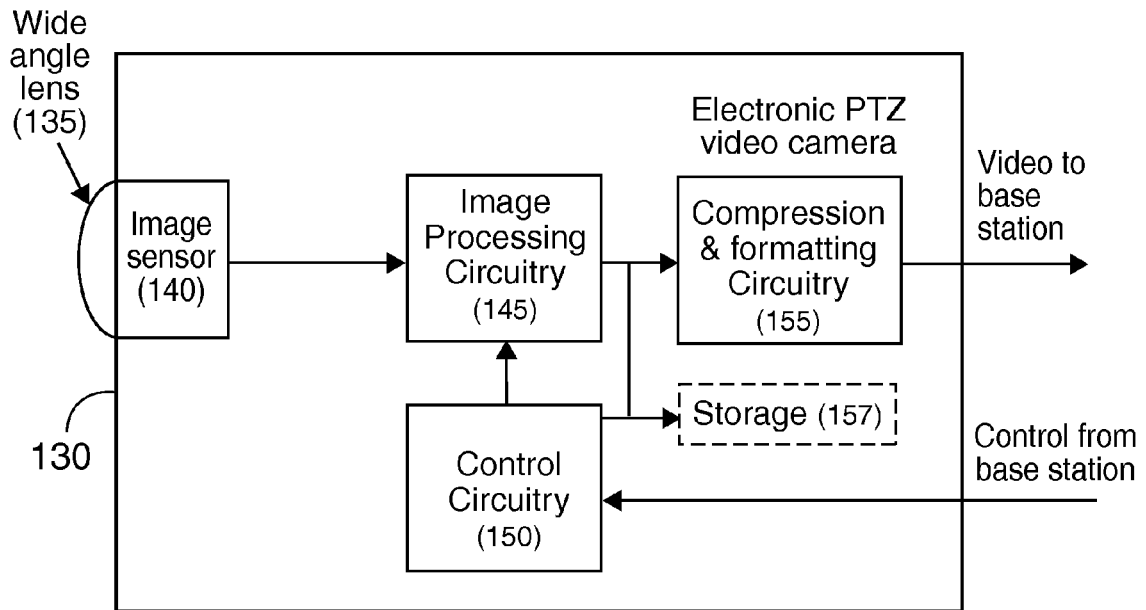 Wide
angle
lens
(135)
Electronic PTZ
video camera
Video to
base
station
Image
sensor
(140)
Image
Processing
Circuitry
(145)
Compression
& formatting
Circuitry
(155)
Storage (157)
130
Control
Circuitry
(150)
Control from
base station